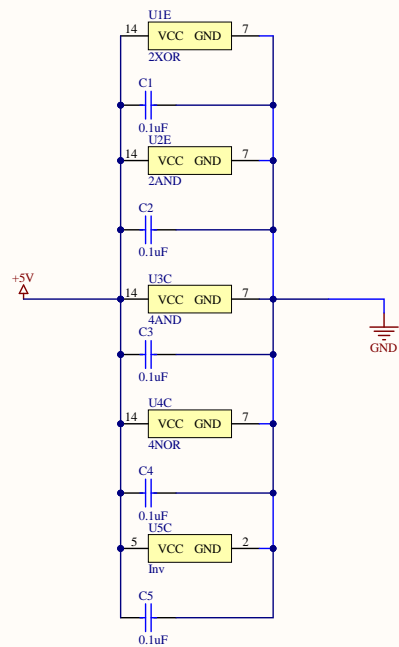 U1E
14 VCC GND 7
2XOR
C1
0.1uF
U2E
14 VCC GND 7
2AND
C2
0.1uF
+5V
U3C
14 VCC GND 7
4AND
GND
C3
0.1uF
U4C
14 VCC GND 7
4NOR
C4
0.1uF
U5C
5 VCC GND 2
Inv
C5
0.1uF